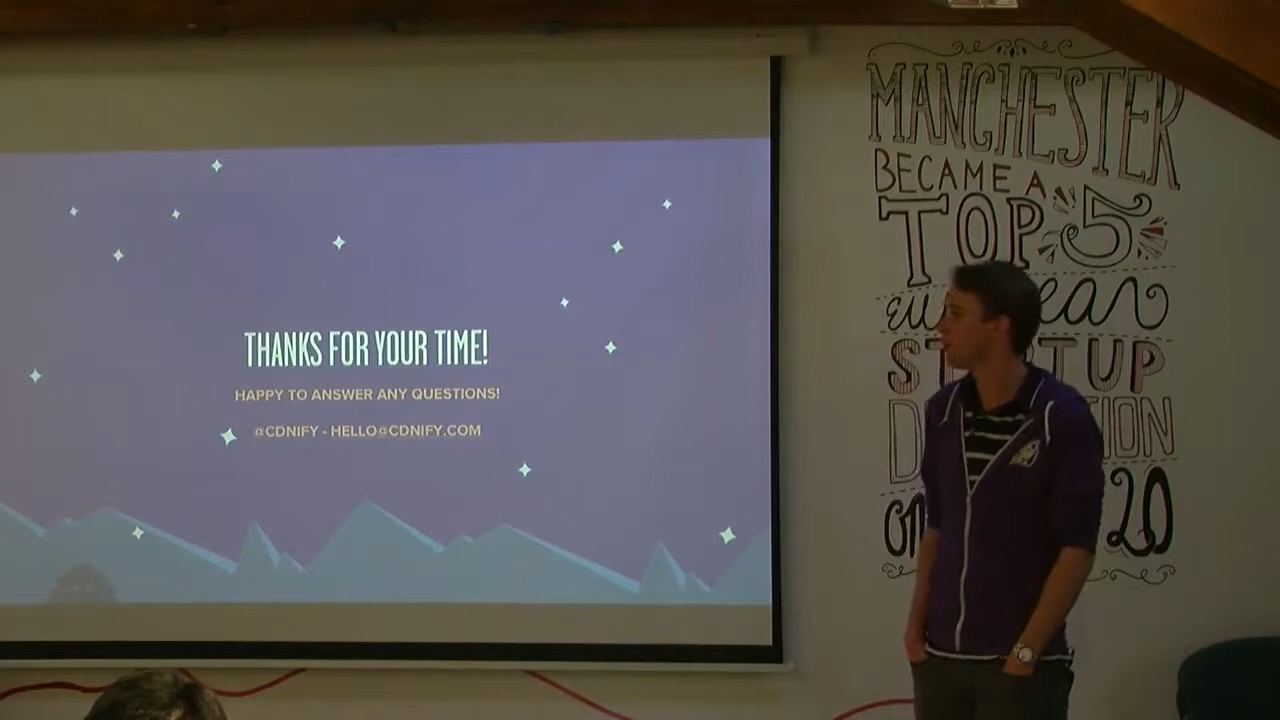 THANKS FOR YOUR TIME!
HAPPY TO ANSWER ANY QUESTIONS!
@CDNIFY - HELLO@CDNIFY.COM
MANCHESTER
BECAME A
TOP 5